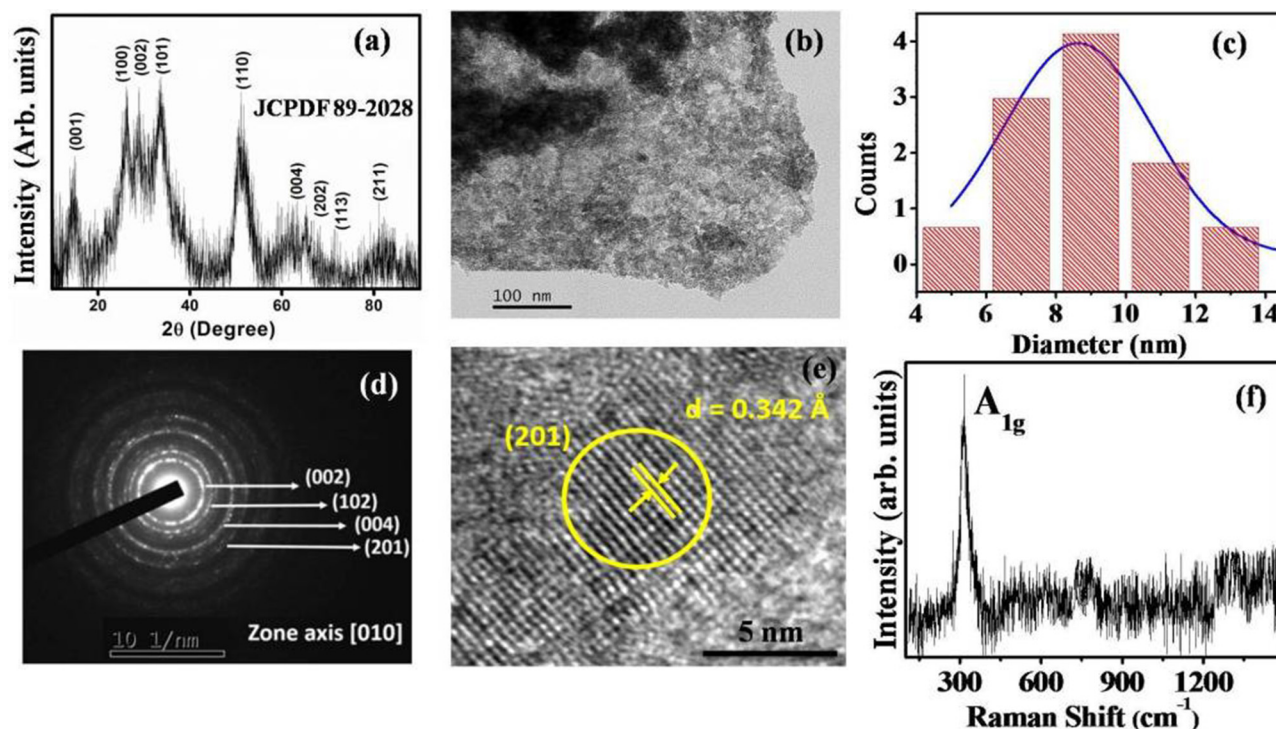 (a)
(100)
(002)
(101)
(110)
JCPDF 89-2028
(001)
(004)
(202)
(113)
(211)
Intensity (Arb. units)
20 40 60 80
2θ (Degree)
(b)
100 nm
(c)
4
3
2
1
0
Counts
4 6 8 10 12 14
Diameter (nm)
(d)
(002)
(102)
(004)
(201)
10 1/nm
Zone axis [010]
(e)
d = 0.342 Å
(201)
5 nm
(f)
A1g
Intensity (arb. units)
300 600 900 1200
Raman Shift (cm-1)